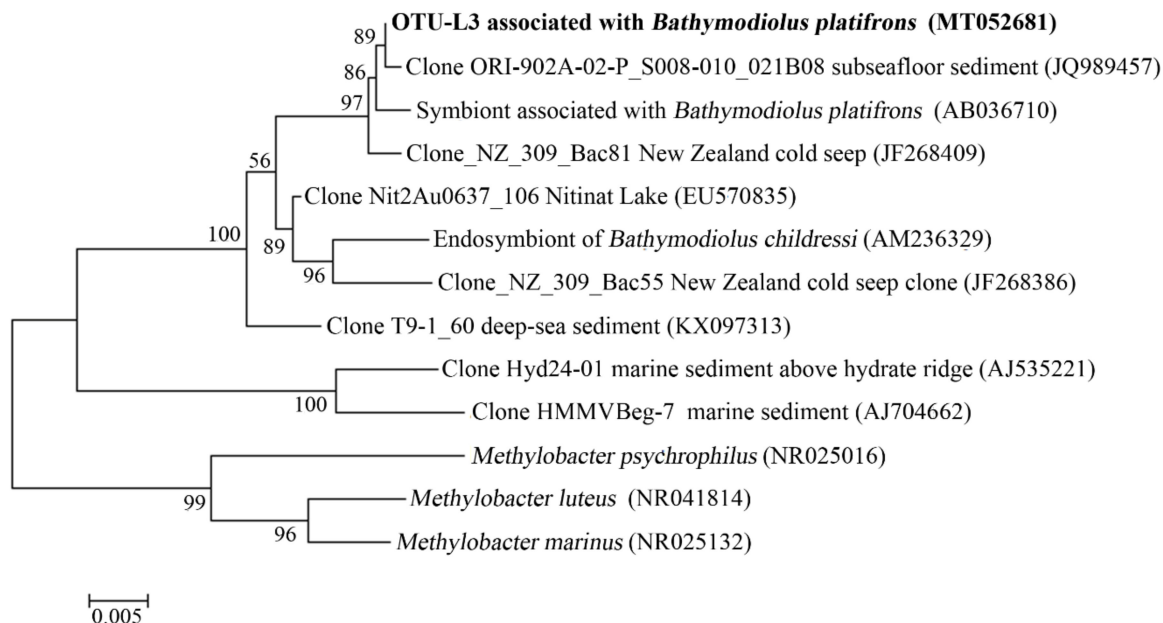 OTU-L3 associated with Bathymodiolus platifrons (MT052681)
89
Clone ORI-902A-02-P_S008-010_021B08 subseafloor sediment (JQ989457)
86
97
Symbiont associated with Bathymodiolus platifrons (AB036710)
Clone_NZ_309_Bac81 New Zealand cold seep (JF268409)
56
Clone Nit2Au0637_106 Nitinat Lake (EU570835)
100
89
Endosymbiont of Bathymodiolus childressi (AM236329)
96
Clone_NZ_309_Bac55 New Zealand cold seep clone (JF268386)
Clone T9-1_60 deep-sea sediment (KX097313)
Clone Hyd24-01 marine sediment above hydrate ridge (AJ535221)
100
Clone HMMVBeg-7 marine sediment (AJ704662)
Methylobacter psychrophilus (NR025016)
99
Methylobacter luteus (NR041814)
96
Methylobacter marinus (NR025132)
0.005